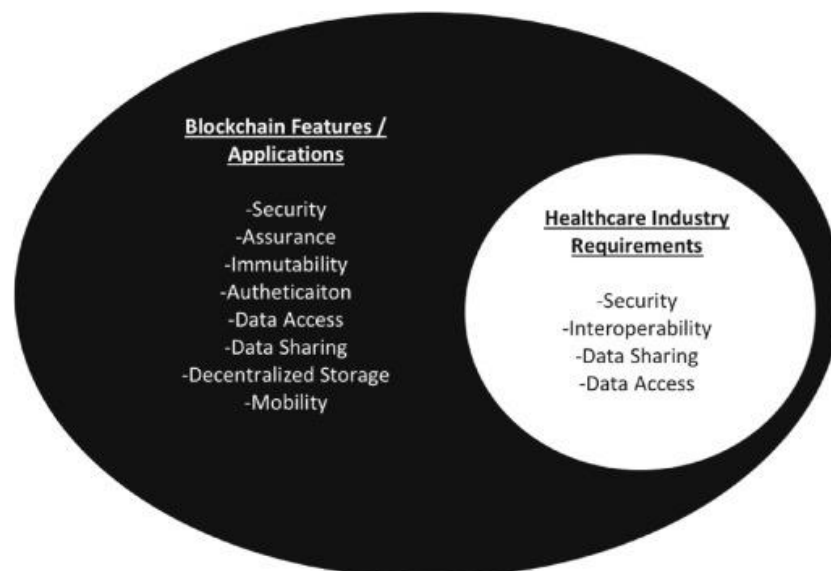 Blockchain Features /
Applications
-Security
-Assurance
-Immutability
-Autheticaiton
-Data Access
-Data Sharing
-Decentralized Storage
-Mobility
Healthcare Industry
Requirements
-Security
-Interoperability
-Data Sharing
-Data Access